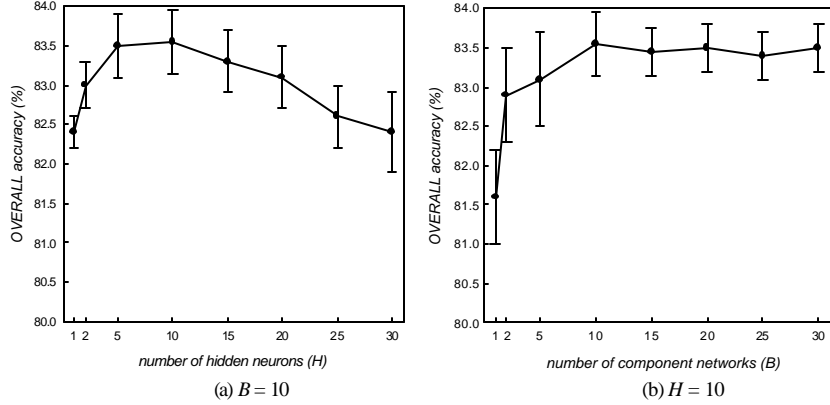 84.0
83.5
83.0
82.5
82.0
81.5
81.0
80.5
80.0
OVERALL accuracy (%)
1 2 5 10 15 20 25 30
number of hidden neurons (H)
(a) B = 10
84.0
83.5
83.0
82.5
82.0
81.5
81.0
80.5
80.0
OVERALL accuracy (%)
1 2 5 10 15 20 25 30
number of component networks (B)
(b) H = 10